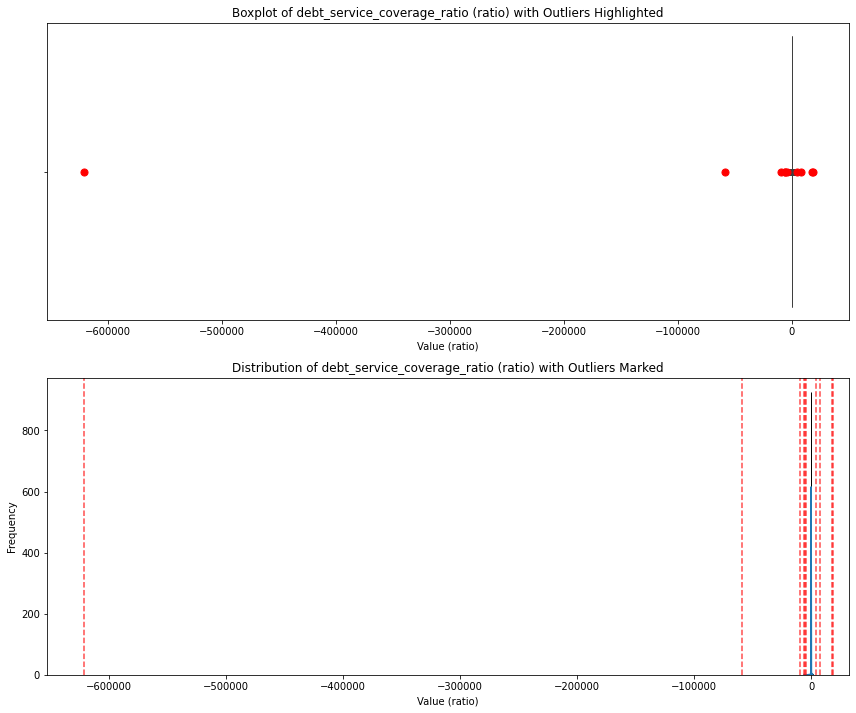 Boxplot of debt_service_coverage_ratio (ratio) with Outliers Highlighted
−600000 −500000 −400000 −300000 −200000 −100000 0
Value (ratio)
Distribution of debt_service_coverage_ratio (ratio) with Outliers Marked
Frequency
800
600
400
200
0
−600000 −500000 −400000 −300000 −200000 −100000 0
Value (ratio)